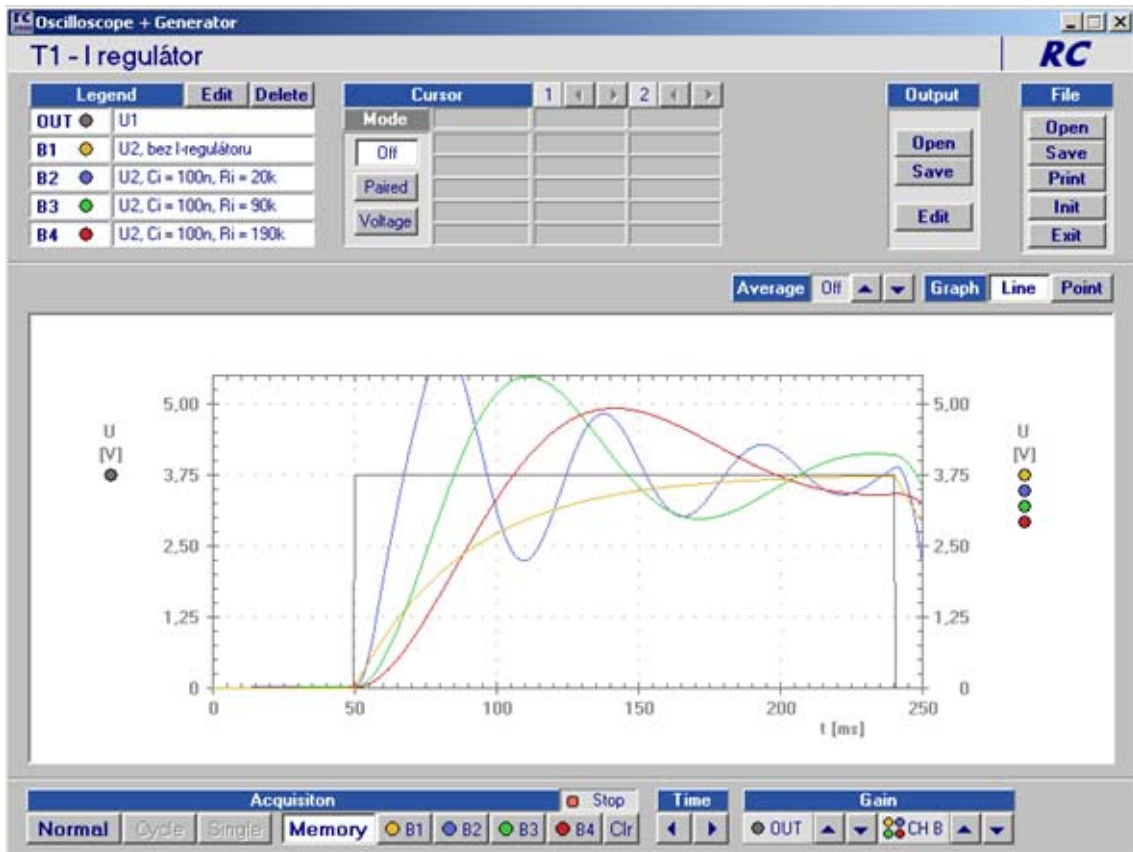 RC Oscilloscope + Generator
T1 - I regulátor
RC
Legend Edit Delete
OUT U1
B1 U2, bez I-regulátoru
B2 U2, Ci = 100n, Ri = 20k
B3 U2, Ci = 100n, Ri = 90k
B4 U2, Ci = 100n, Ri = 190k
Cursor 1 2
Mode
Off
Paired
Voltage
Output
Open
Save
Edit
File
Open
Save
Print
Init
Exit
Average Off Graph Line Point
U
[V]
5,00
3,75
2,50
1,25
0
5,00
3,75
2,50
1,25
0
U
[V]
0 50 100 150 200 250
t [ms]
Acquisiton Stop
Normal Cycle Single Memory B1 B2 B3 B4 Clr
Time
Gain
OUT CH B